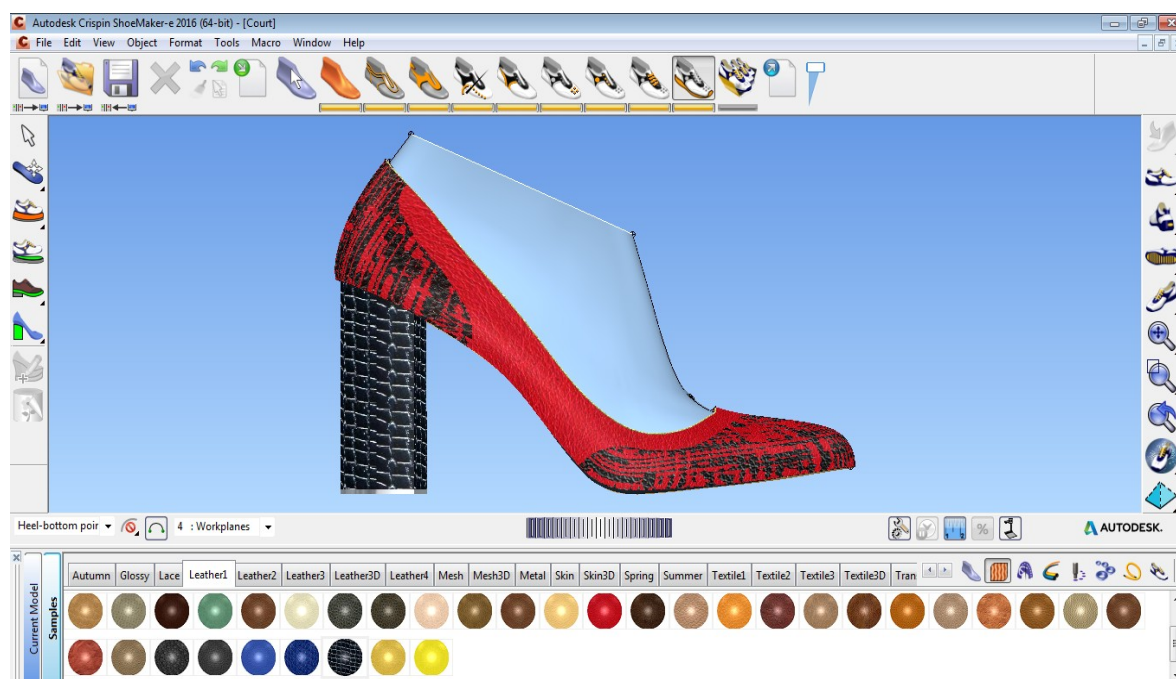 Autodesk Crispin ShoeMaker-e 2016 (64-bit) - [Court]
File Edit View Object Format Tools Macro Window Help
Heel-bottom poir 4 : Workplanes % AUTODESK.
Autumn Glossy Lace Leather1 Leather2 Leather3 Leather3D Leather4 Mesh Mesh3D Metal Skin Skin3D Spring Summer Textile1 Textile2 Textile3 Textile3D Tran
Current Model
Samples